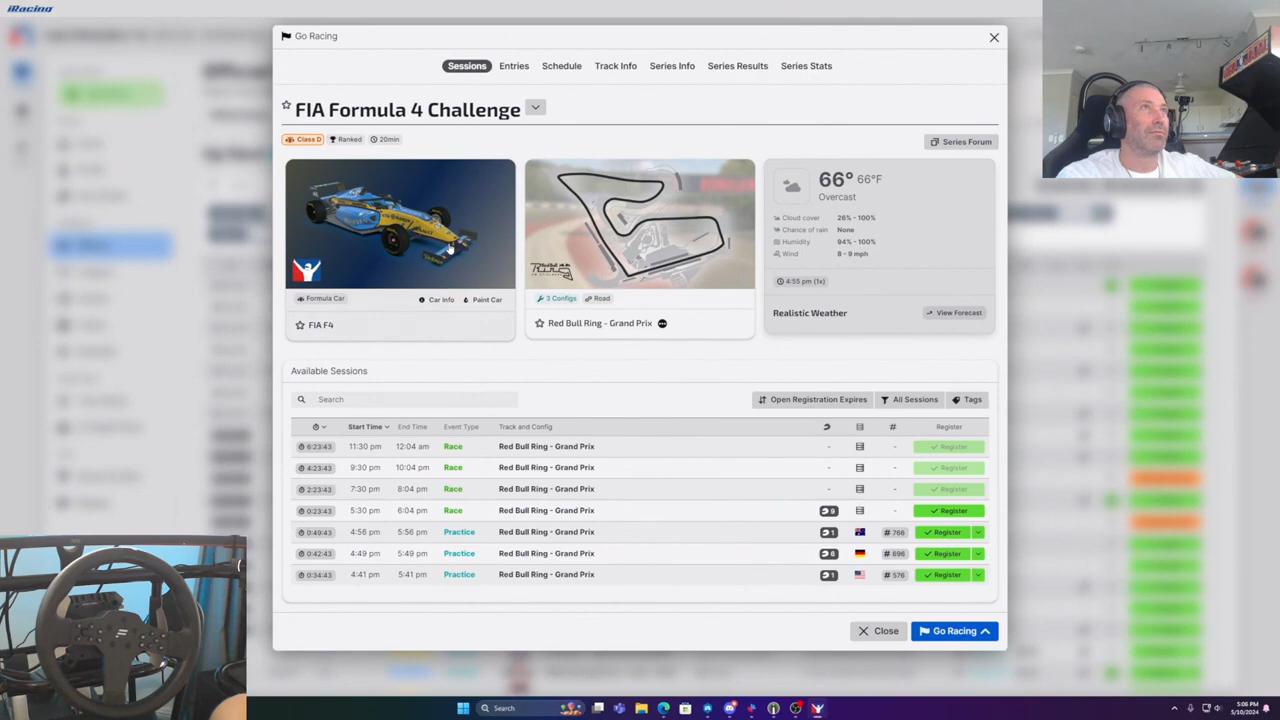 iRacing
Go Racing
Sessions Entries Schedule Track Info Series Info Series Results Series Stats
FIA Formula 4 Challenge
Class D Ranked 20min
Series Forum
Formula Car Car Info Paint Car
FIA F4
3 Configs Road
Red Bull Ring - Grand Prix
66° 66°F
Overcast
Cloud cover 26% - 100%
Chance of rain None
Humidity 94% - 100%
Wind 8 - 9 mph
4:55 pm (1x)
Realistic Weather View Forecast
Available Sessions
Search Open Registration Expires All Sessions Tags
Start Time End Time Event Type Track and Config # Register
6:23:43 11:30 pm 12:04 am Race Red Bull Ring - Grand Prix - - Register
4:23:43 9:30 pm 10:04 pm Race Red Bull Ring - Grand Prix - - Register
2:23:43 7:30 pm 8:04 pm Race Red Bull Ring - Grand Prix - - Register
0:23:43 5:30 pm 6:04 pm Race Red Bull Ring - Grand Prix 9 - Register
0:49:43 4:56 pm 5:56 pm Practice Red Bull Ring - Grand Prix 1 # 766 Register
0:42:43 4:49 pm 5:49 pm Practice Red Bull Ring - Grand Prix 6 # 696 Register
0:34:43 4:41 pm 5:41 pm Practice Red Bull Ring - Grand Prix 1 # 576 Register
Close Go Racing
Search
5:06 PM
5/10/2024